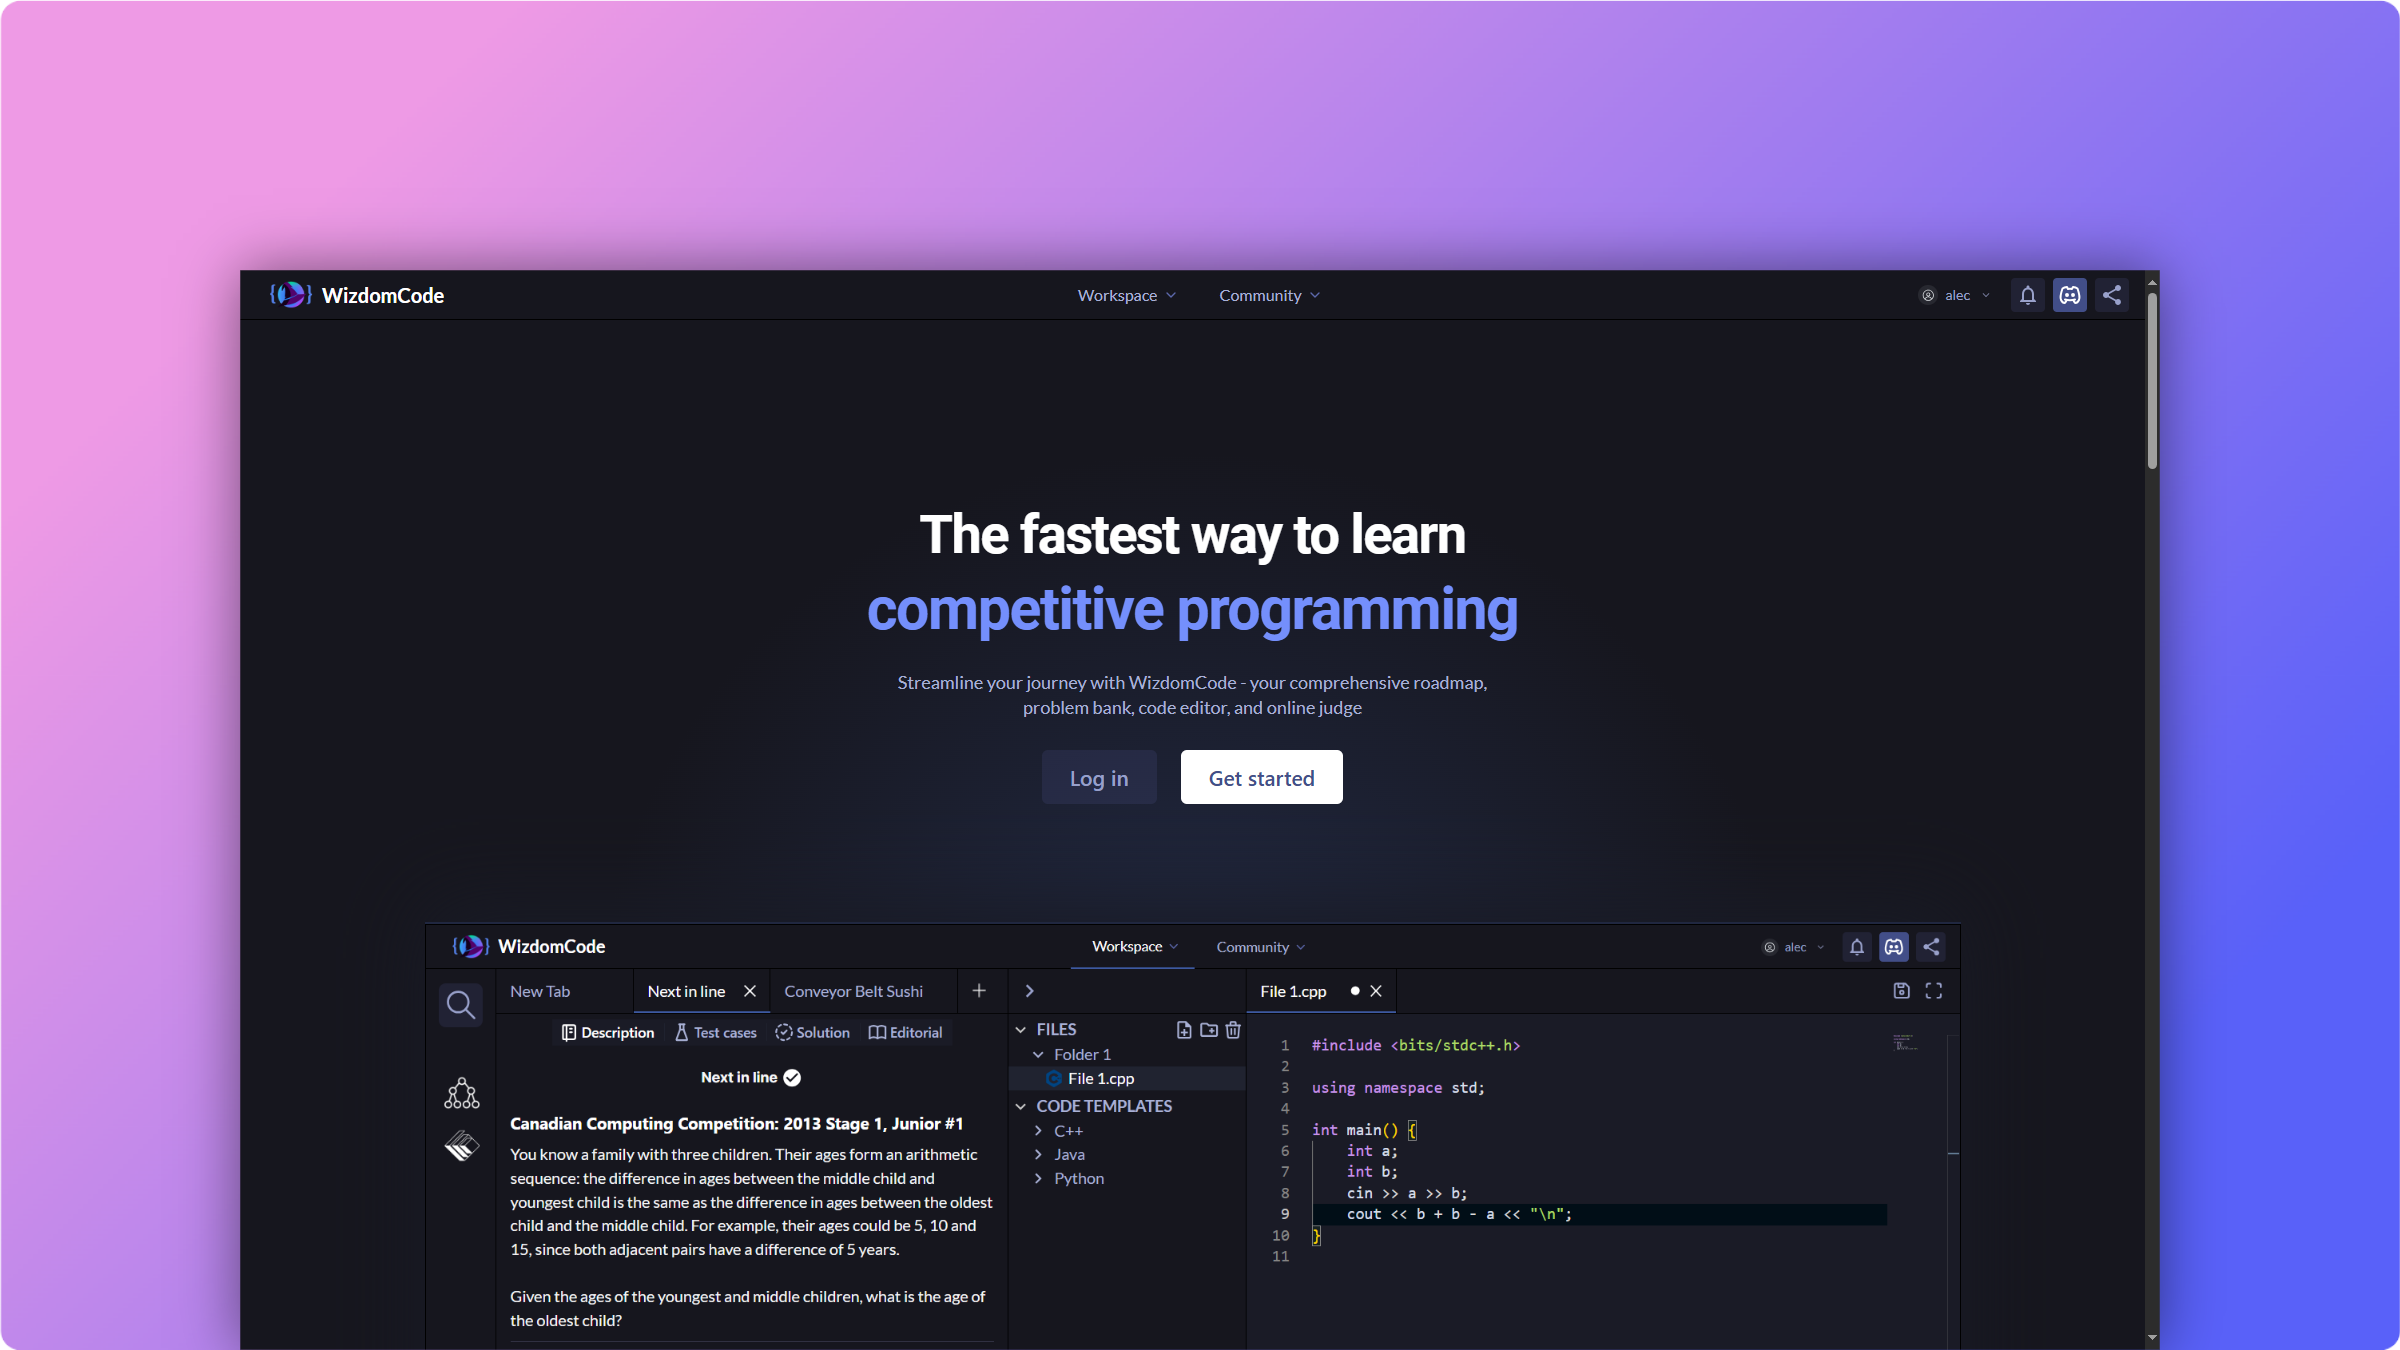 WizdomCode
Workspace
Community
alec
The fastest way to learn
competitive programming
Streamline your journey with WizdomCode - your comprehensive roadmap,
problem bank, code editor, and online judge
Log in
Get started
WizdomCode
Workspace
Community
alec
New Tab
Next in line
Conveyor Belt Sushi
Description
Test cases
Solution
Editorial
Next in line
Canadian Computing Competition: 2013 Stage 1, Junior #1
You know a family with three children. Their ages form an arithmetic
sequence: the difference in ages between the middle child and
youngest child is the same as the difference in ages between the oldest
child and the middle child. For example, their ages could be 5, 10 and
15, since both adjacent pairs have a difference of 5 years.
Given the ages of the youngest and middle children, what is the age of
the oldest child?
FILES
Folder 1
File 1.cpp
CODE TEMPLATES
C++
Java
Python
File 1.cpp
1 #include <bits/stdc++.h>
2
3 using namespace std;
4
5 int main() {
6 int a;
7 int b;
8 cin >> a >> b;
9 cout << b + b - a << "\n";
10 }
11